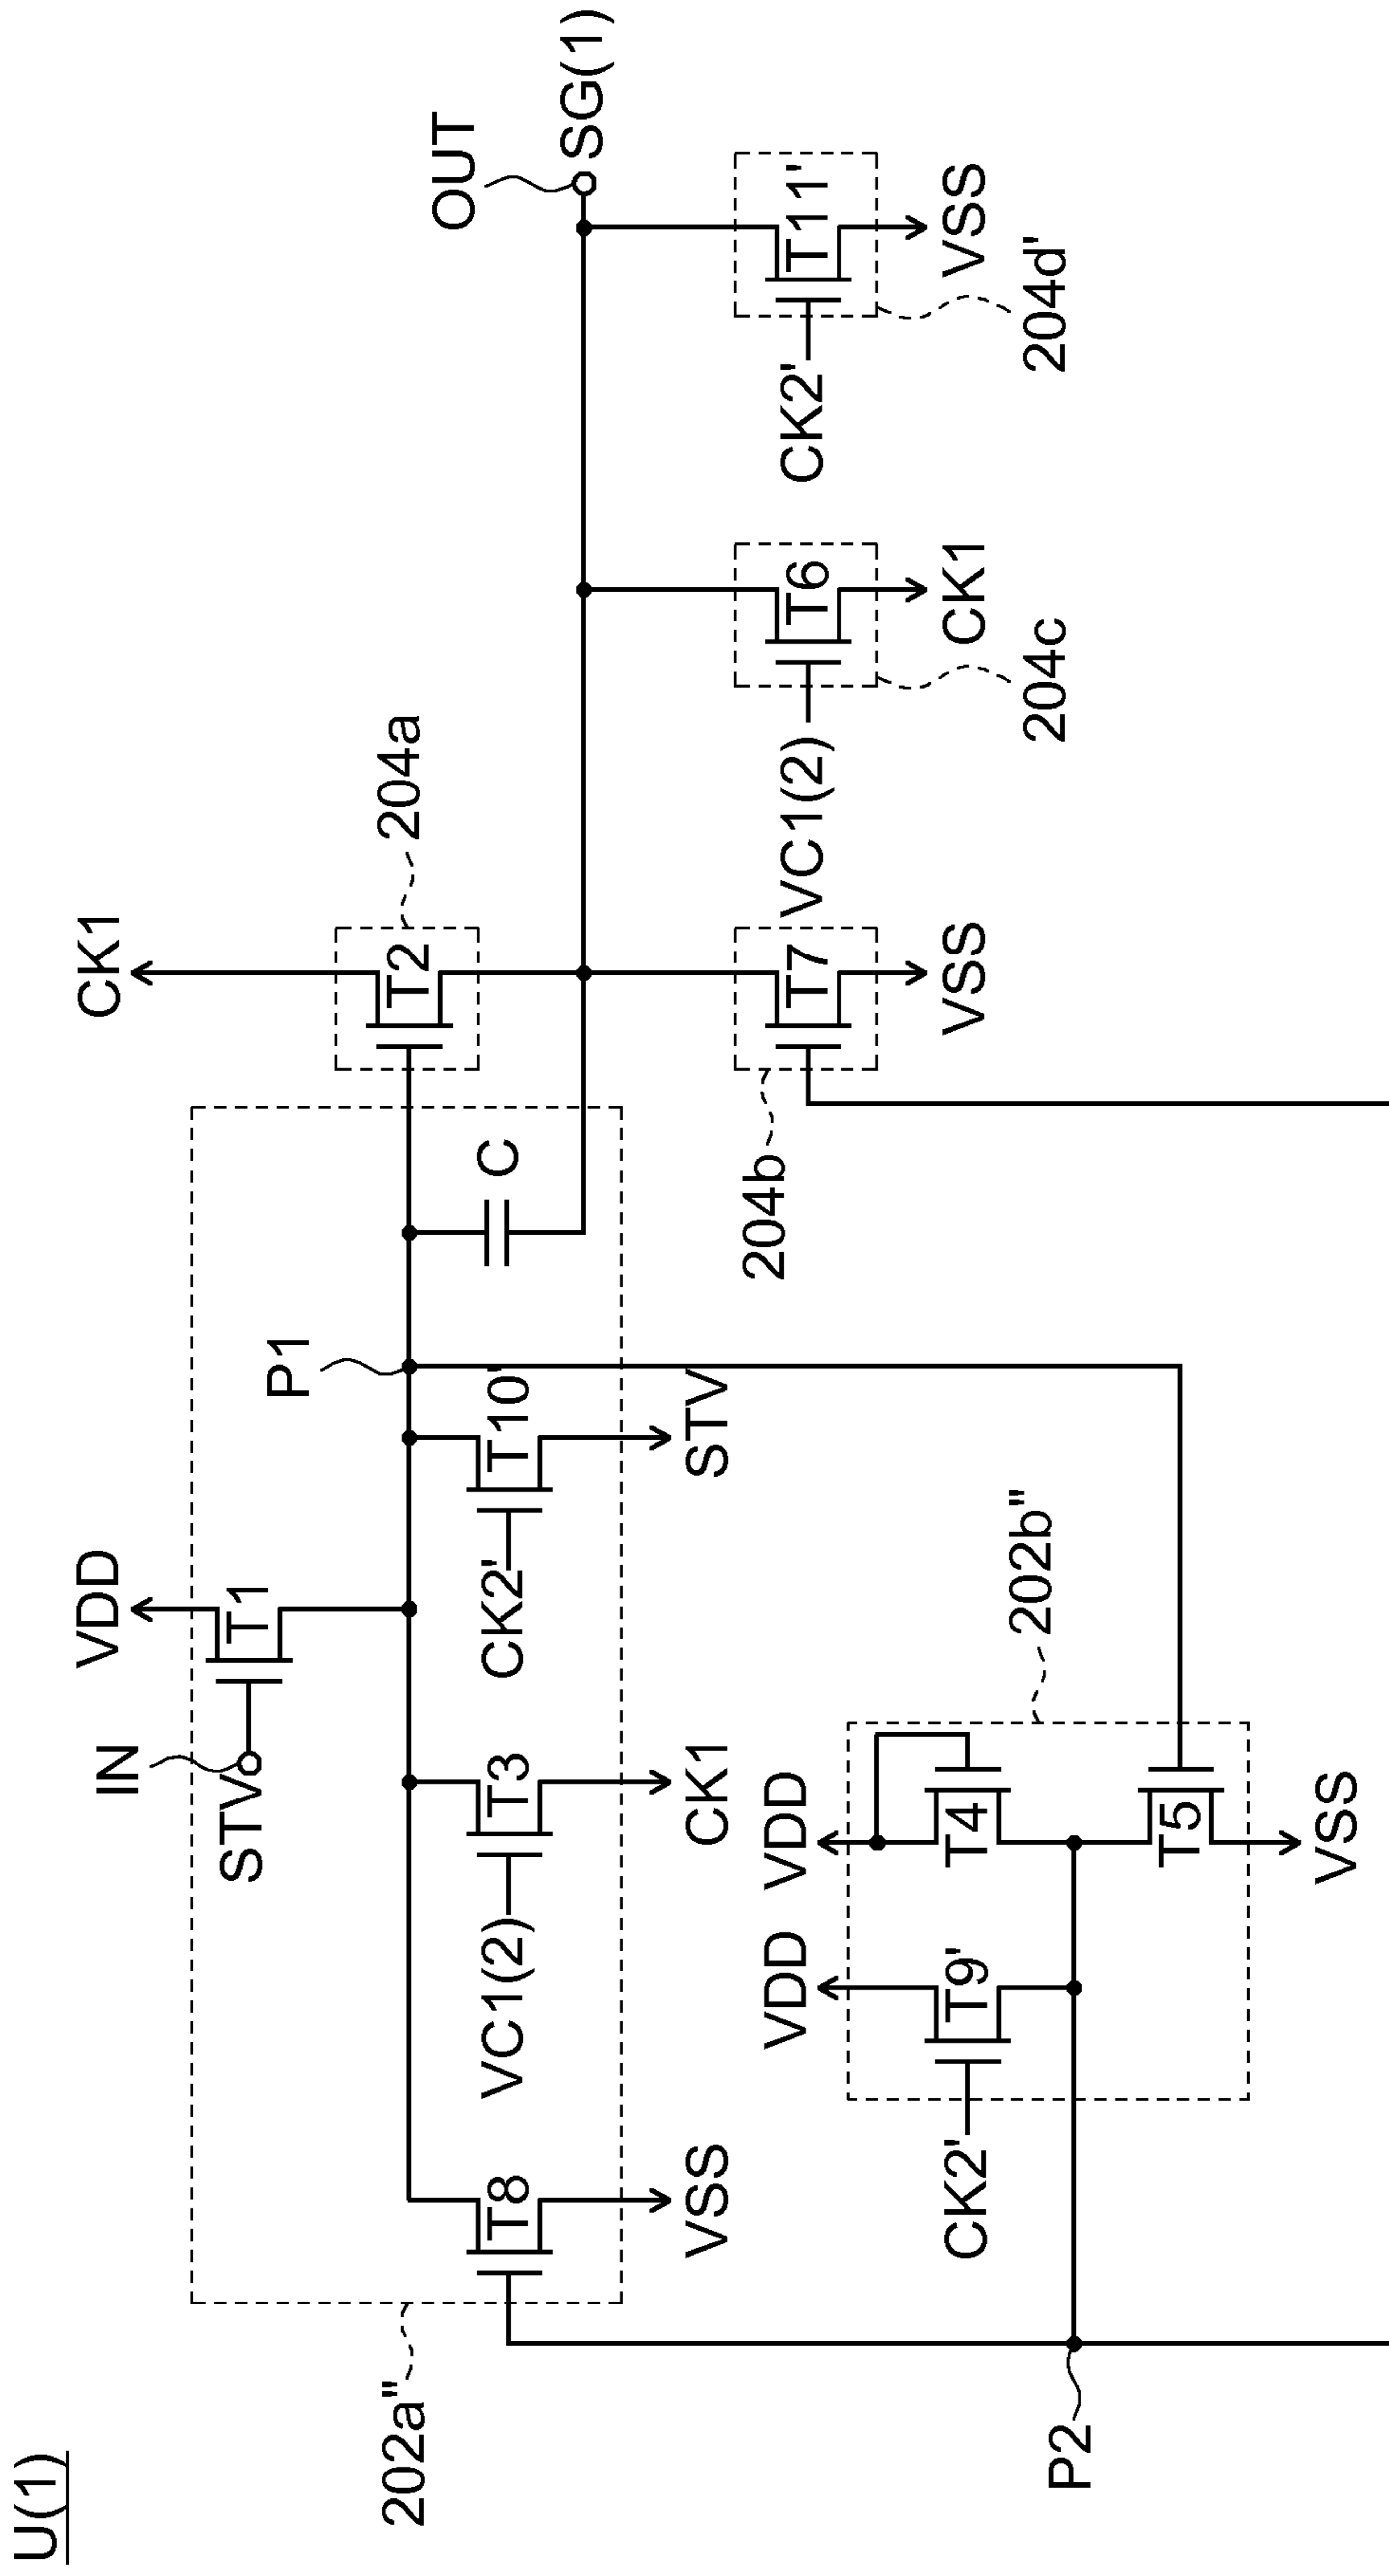 U(1)
VDD
CK1
IN
STV
T1
P1
204a
OUT
SG(1)
202a"
T8
T3
T10'
C
T2
VC1(2)
CK2'
VSS
CK1
STV
204b
T7
VC1(2)
T6
CK2'
T11'
VSS
CK1
VSS
204c
204d'
VDD
VDD
CK2'
T9'
T4
202b"
P2
T5
VSS